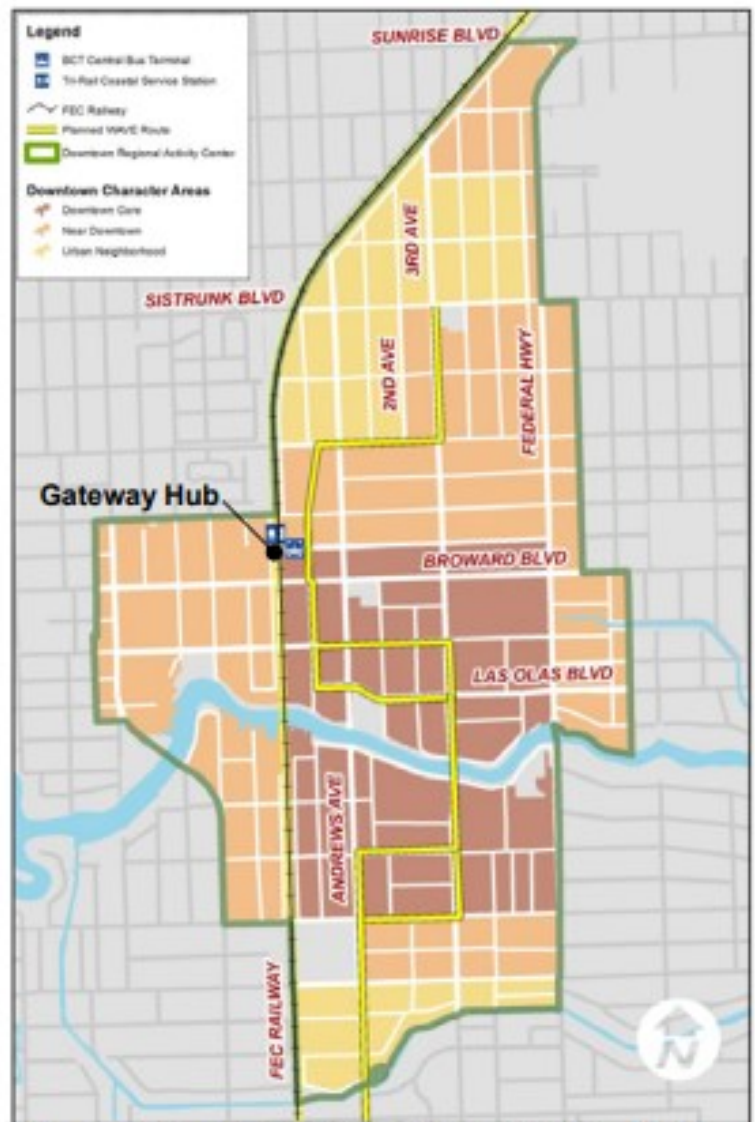 Legend
BCT Central Bus Terminal
Tri-Rail Coastal Service Station
FEC Railway
Planned WAVE Route
Downtown Regional Activity Center
Downtown Character Areas
Downtown Core
Near Downtown
Urban Neighborhood
SUNRISE BLVD
3RD AVE
SISTRUNK BLVD
2ND AVE
FEDERAL HWY
Gateway Hub
BROWARD BLVD
LAS OLAS BLVD
ANDREWS AVE
FEC RAILWAY
N